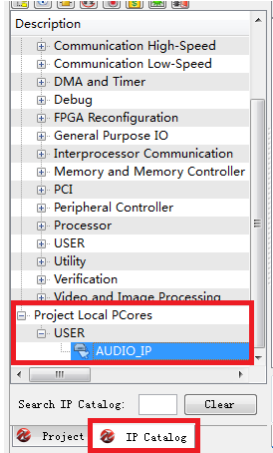 Description
Communication High-Speed
Communication Low-Speed
DMA and Timer
Debug
FPGA Reconfiguration
General Purpose IO
Interprocessor Communication
Memory and Memory Controller
PCI
Peripheral Controller
Processor
USER
Utility
Verification
Video and Image Processing
Project Local PCores
USER
AUDIO_IP
Search IP Catalog: Clear
Project IP Catalog